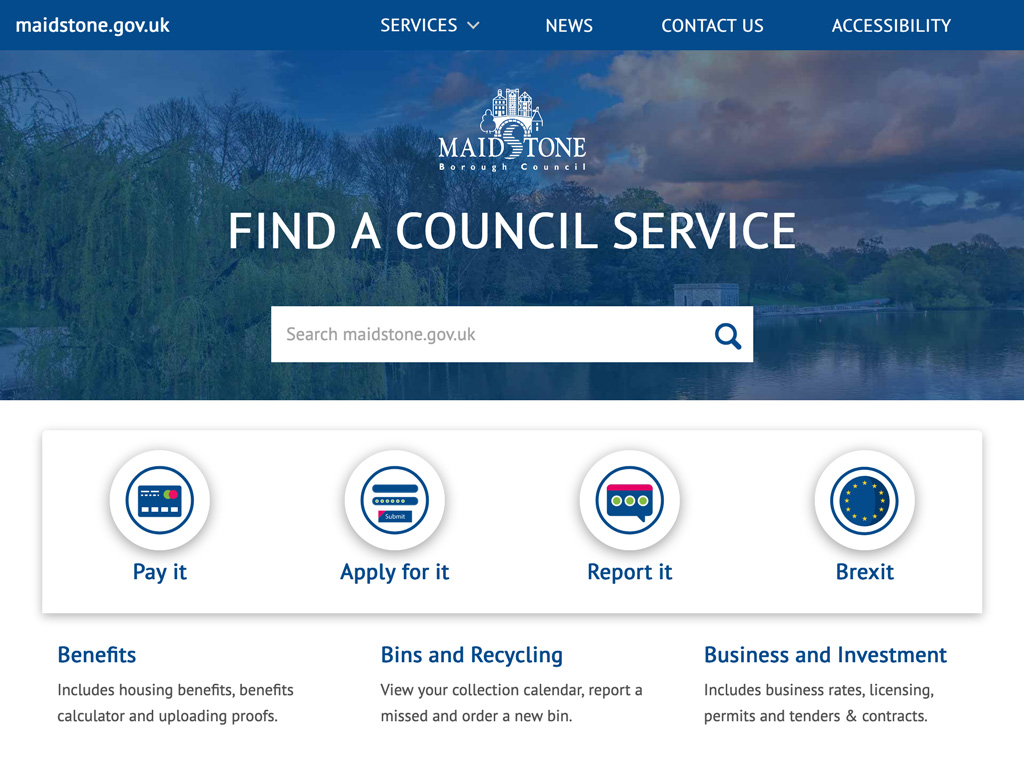 maidstone.gov.uk
SERVICES
NEWS
CONTACT US
ACCESSIBILITY
MAIDSTONE
Borough Council
FIND A COUNCIL SERVICE
Search maidstone.gov.uk
Submit
Pay it
Apply for it
Report it
Brexit
Benefits
Includes housing benefits, benefits
calculator and uploading proofs.
Bins and Recycling
View your collection calendar, report a
missed and order a new bin.
Business and Investment
Includes business rates, licensing,
permits and tenders & contracts.